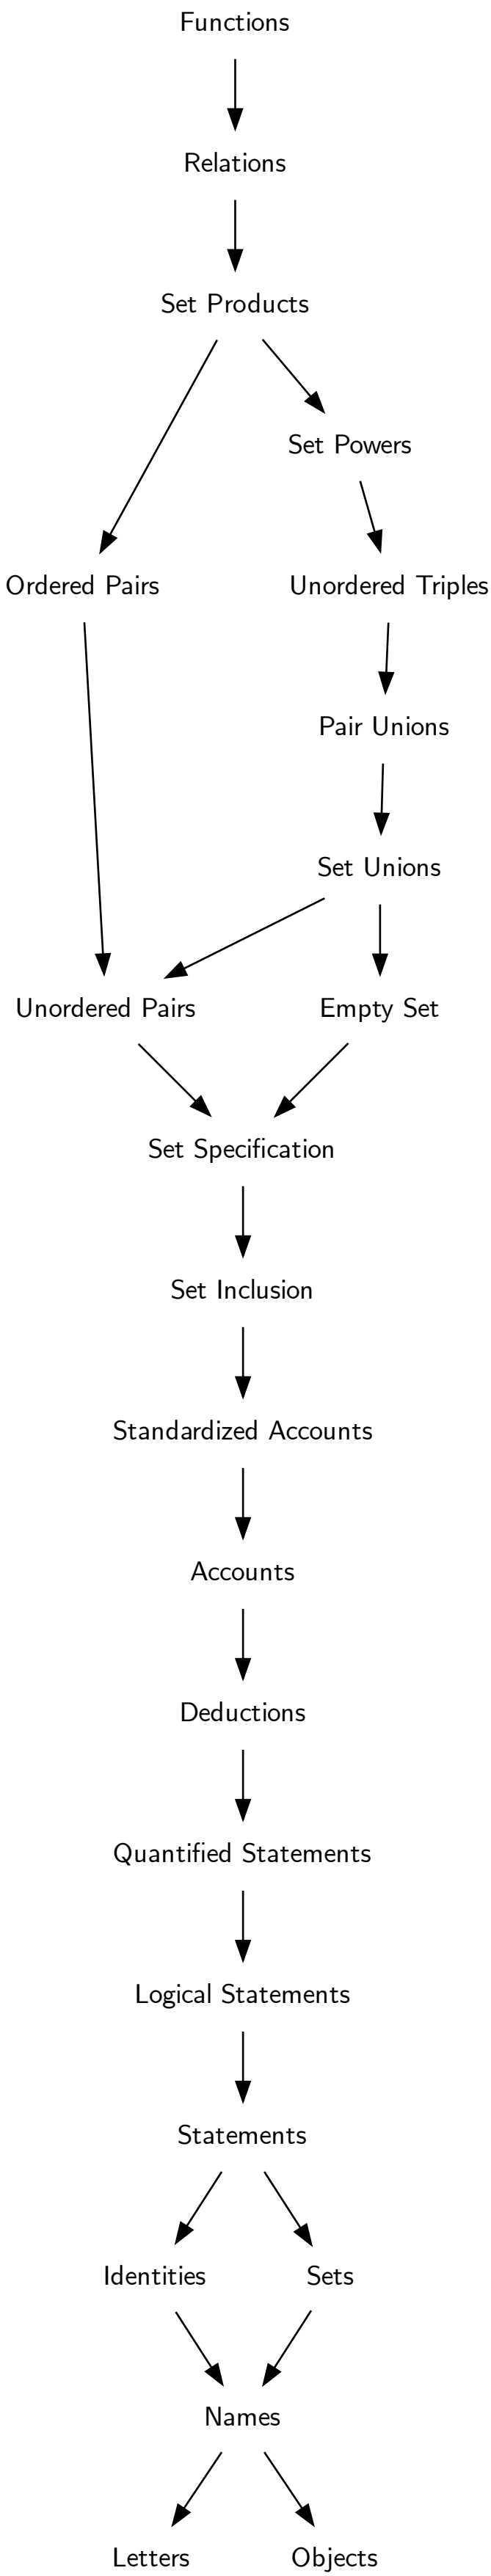 Functions
Relations
Set Products
Set Powers
Ordered Pairs
Unordered Triples
Pair Unions
Set Unions
Unordered Pairs
Empty Set
Set Specification
Set Inclusion
Standardized Accounts
Accounts
Deductions
Quantified Statements
Logical Statements
Statements
Identities
Sets
Names
Letters
Objects